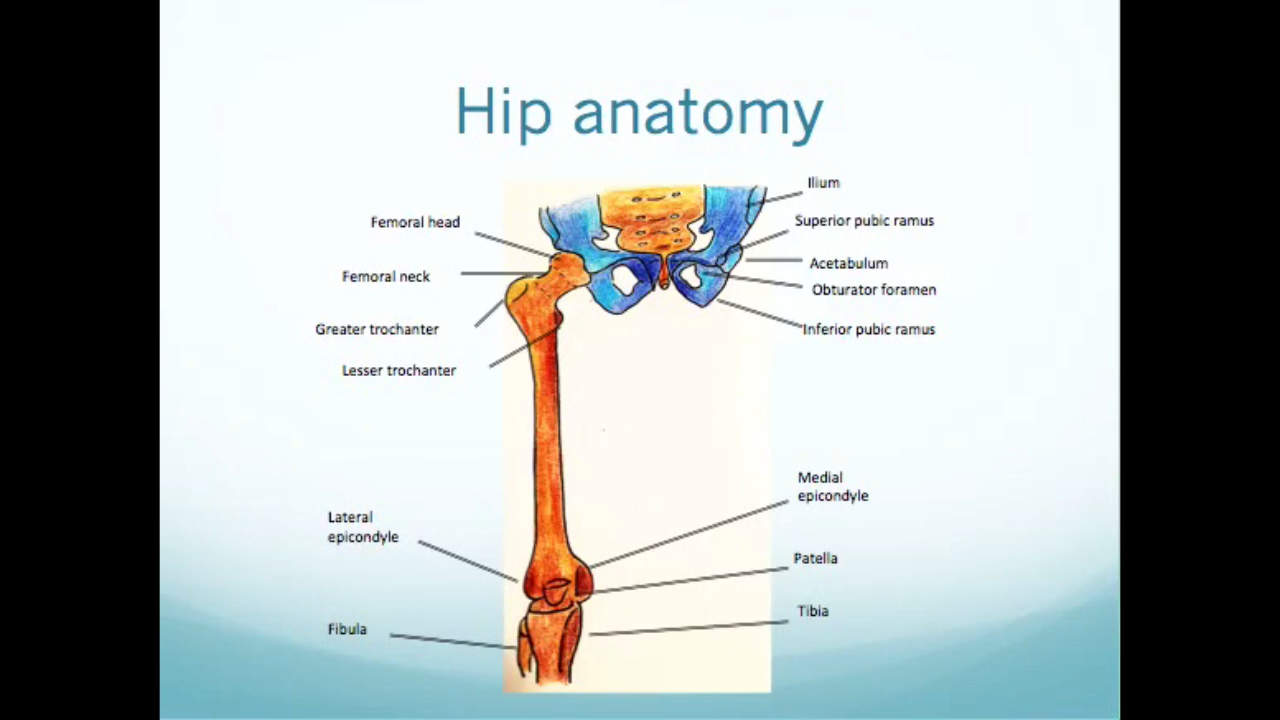 Hip anatomy
Ilium
Femoral head
Superior pubic ramus
Femoral neck
Acetabulum
Obturator foramen
Greater trochanter
Inferior pubic ramus
Lesser trochanter
Medial
epicondyle
Lateral
epicondyle
Patella
Tibia
Fibula